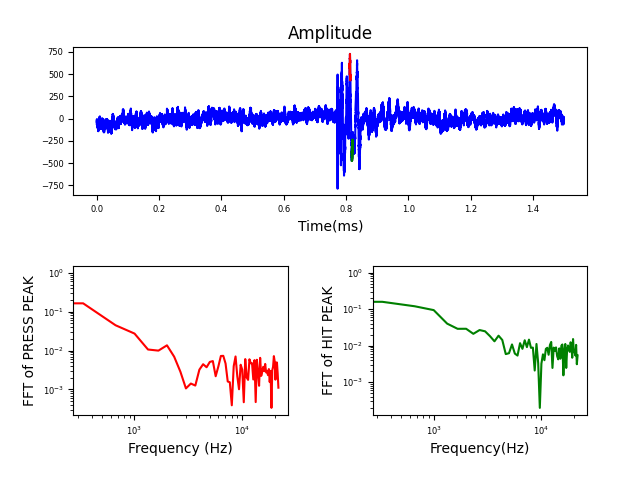 Amplitude
750
500
250
0
−250
−500
−750
0.0 0.2 0.4 0.6 0.8 1.0 1.2 1.4
Time(ms)
FFT of PRESS PEAK
10⁰
10⁻¹
10⁻²
10⁻³
10³ 10⁴
Frequency (Hz)
FFT of HIT PEAK
10⁰
10⁻¹
10⁻²
10⁻³
10³ 10⁴
Frequency(Hz)